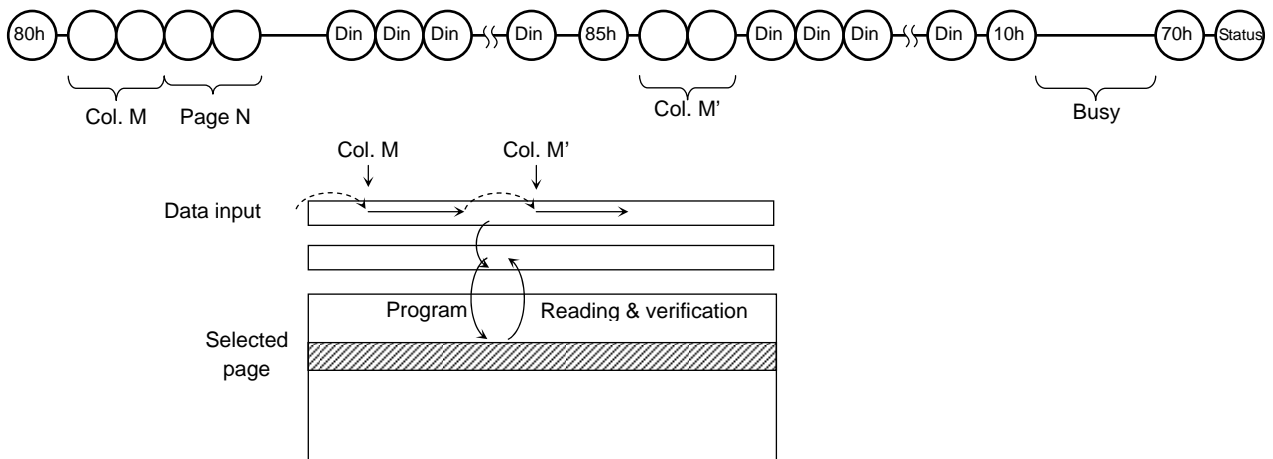 80h Din Din Din Din 85h Din Din Din Din 10h 70h Status
Col. M Page N Col. M' Busy
Col. M Col. M'
Data input
Program Reading & verification
Selected
page